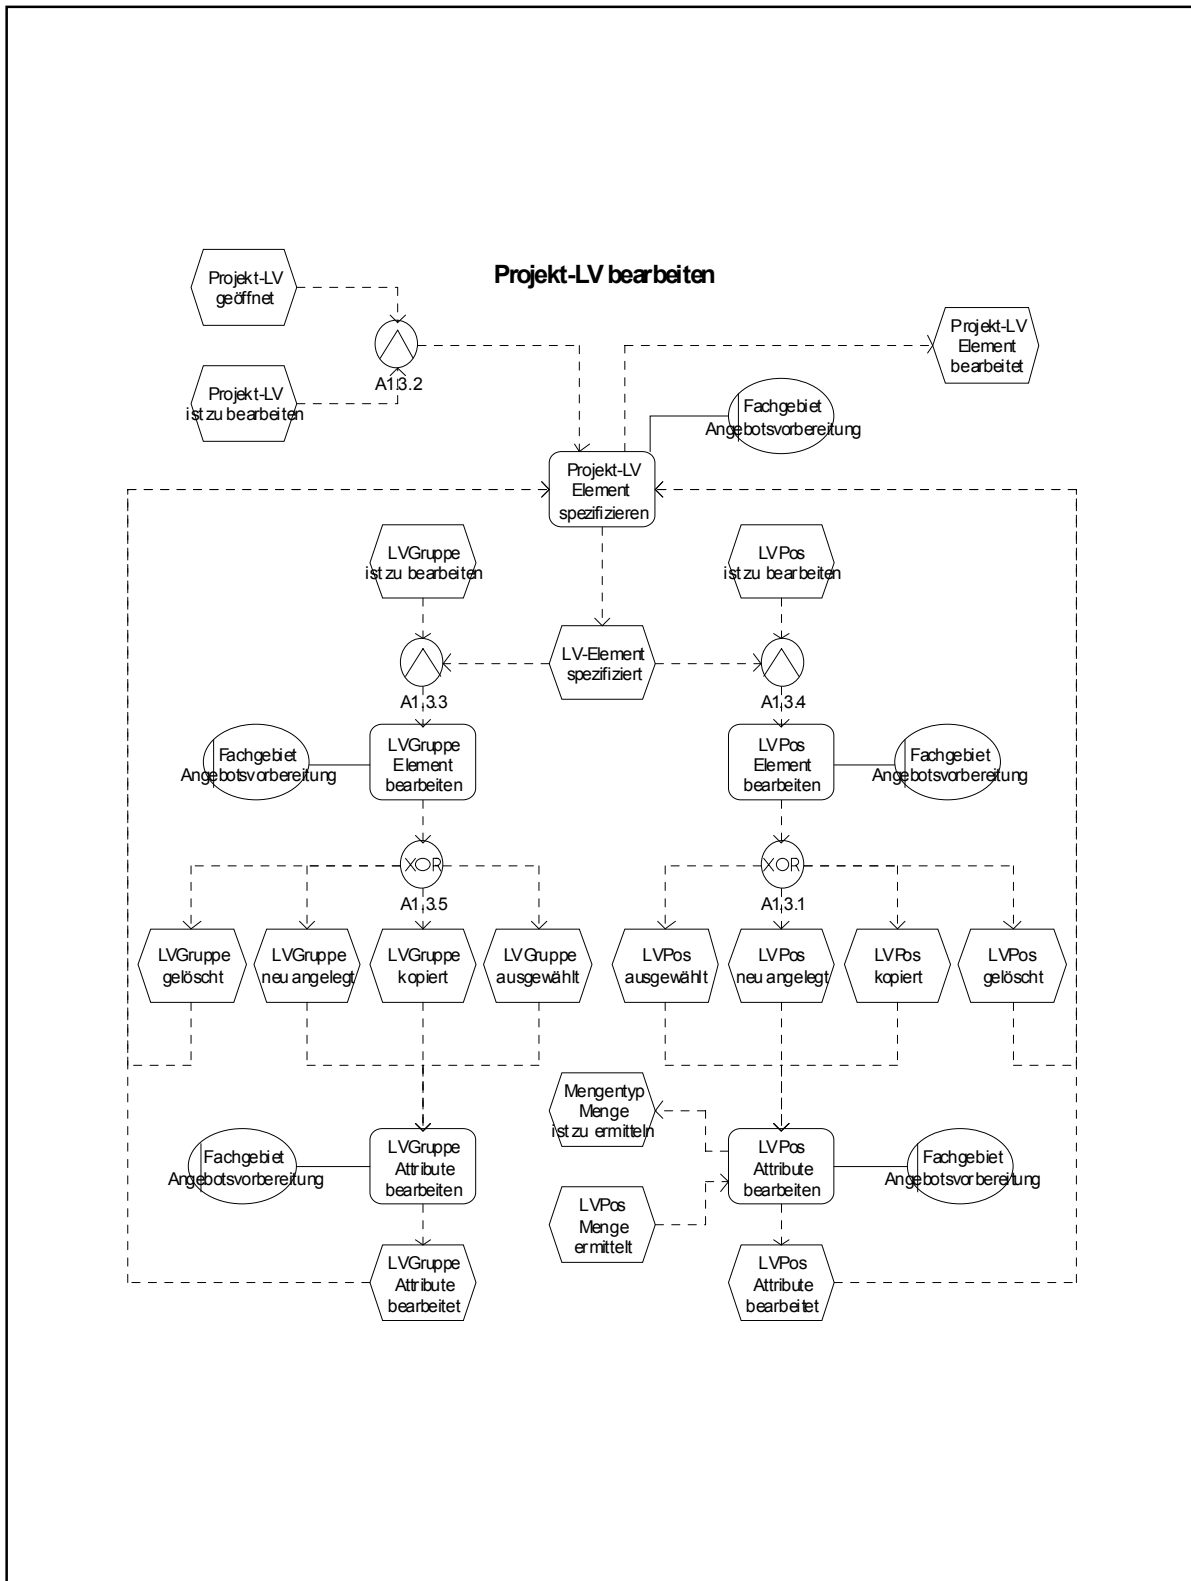 Projekt-LV bearbeiten
Projekt-LV
geöffnet
A1.3.2
Projekt-LV
ist zu bearbeiten
Projekt-LV
Element
bearbeitet
Fachgebiet
Angebotsvorbereitung
Projekt-LV
Element
spezifizieren
LVGruppe
ist zu bearbeiten
LVPos
ist zu bearbeiten
LV-Element
spezifiziert
A1.3.3
A1.3.4
Fachgebiet
Angebotsvorbereitung
LVGruppe
Element
bearbeiten
LVPos
Element
bearbeiten
Fachgebiet
Angebotsvorbereitung
XOR
A1.3.5
XOR
A1.3.1
LVGruppe
gelöscht
LVGruppe
neu angelegt
LVGruppe
kopiert
LVGruppe
ausgewählt
LVPos
ausgewählt
LVPos
neu angelegt
LVPos
kopiert
LVPos
gelöscht
Mengentyp
Menge
ist zu ermitteln
Fachgebiet
Angebotsvorbereitung
LVGruppe
Attribute
bearbeiten
LVPos
Attribute
bearbeiten
Fachgebiet
Angebotsvorbereitung
LVPos
Menge
ermittelt
LVGruppe
Attribute
bearbeitet
LVPos
Attribute
bearbeitet